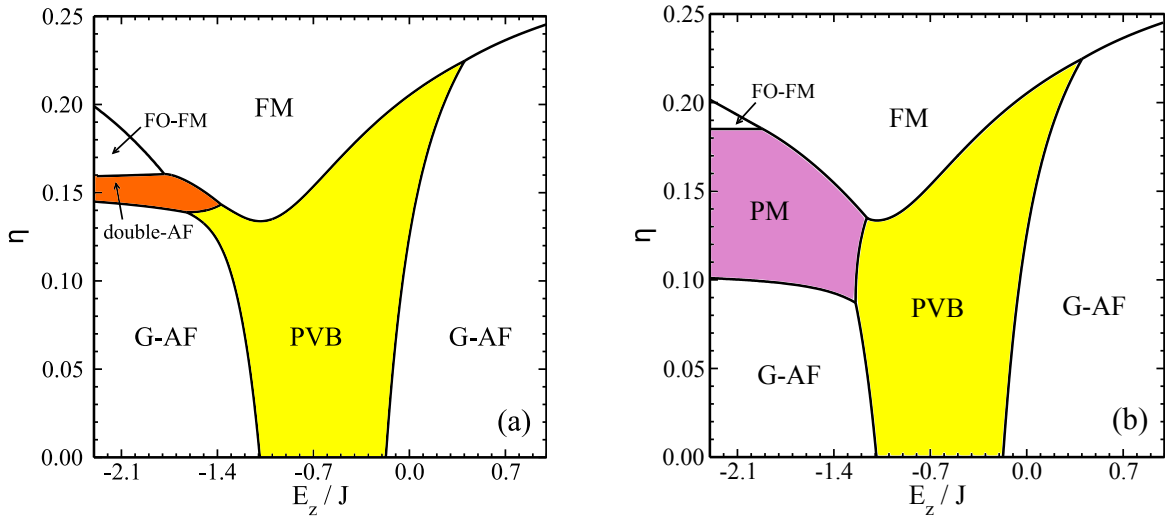 0.25
0.20
0.15
0.10
0.05
0.00
η
FM
FO-FM
double-AF
G-AF
PVB
G-AF
(a)
-2.1 -1.4 -0.7 0.0 0.7
E_z / J
0.25
0.20
0.15
0.10
0.05
0.00
η
FM
FO-FM
PM
PVB
G-AF
G-AF
(b)
-2.1 -1.4 -0.7 0.0 0.7
E_z / J